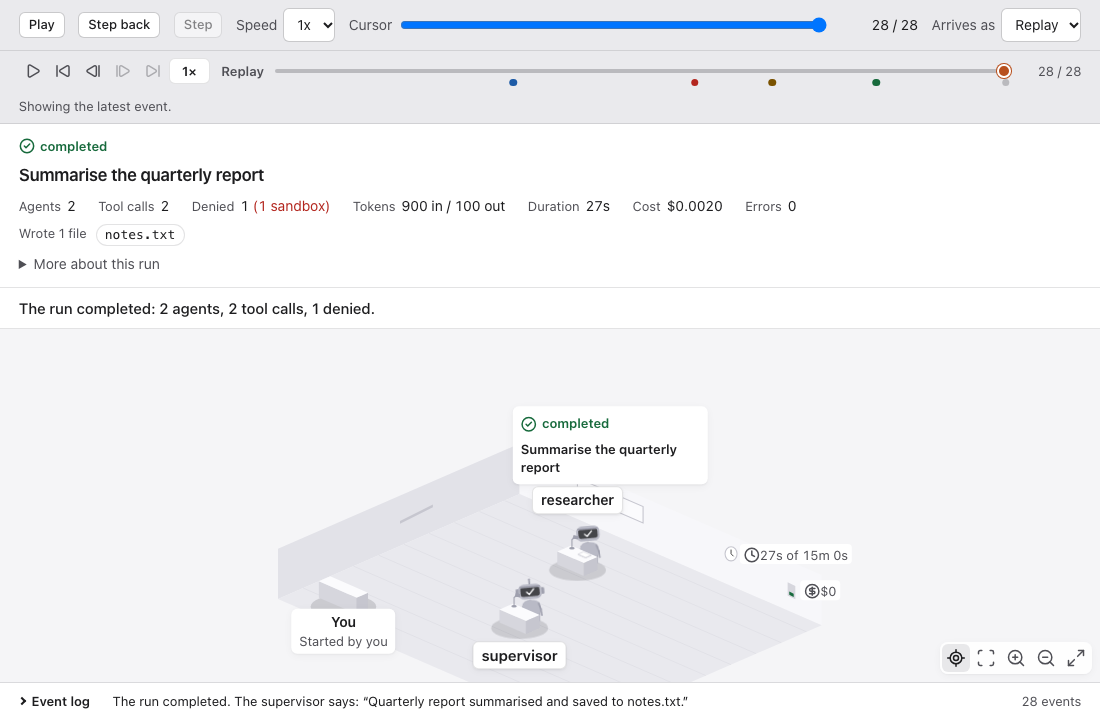 Play Step back Step Speed 1x Cursor 28 / 28 Arrives as Replay
1× Replay 28 / 28
Showing the latest event.
completed
Summarise the quarterly report
Agents 2 Tool calls 2 Denied 1 (1 sandbox) Tokens 900 in / 100 out Duration 27s Cost $0.0020 Errors 0
Wrote 1 file notes.txt
More about this run
The run completed: 2 agents, 2 tool calls, 1 denied.
completed
Summarise the quarterly
report
researcher
27s of 15m 0s
$0
You
Started by you
supervisor
Event log The run completed. The supervisor says: “Quarterly report summarised and saved to notes.txt.” 28 events